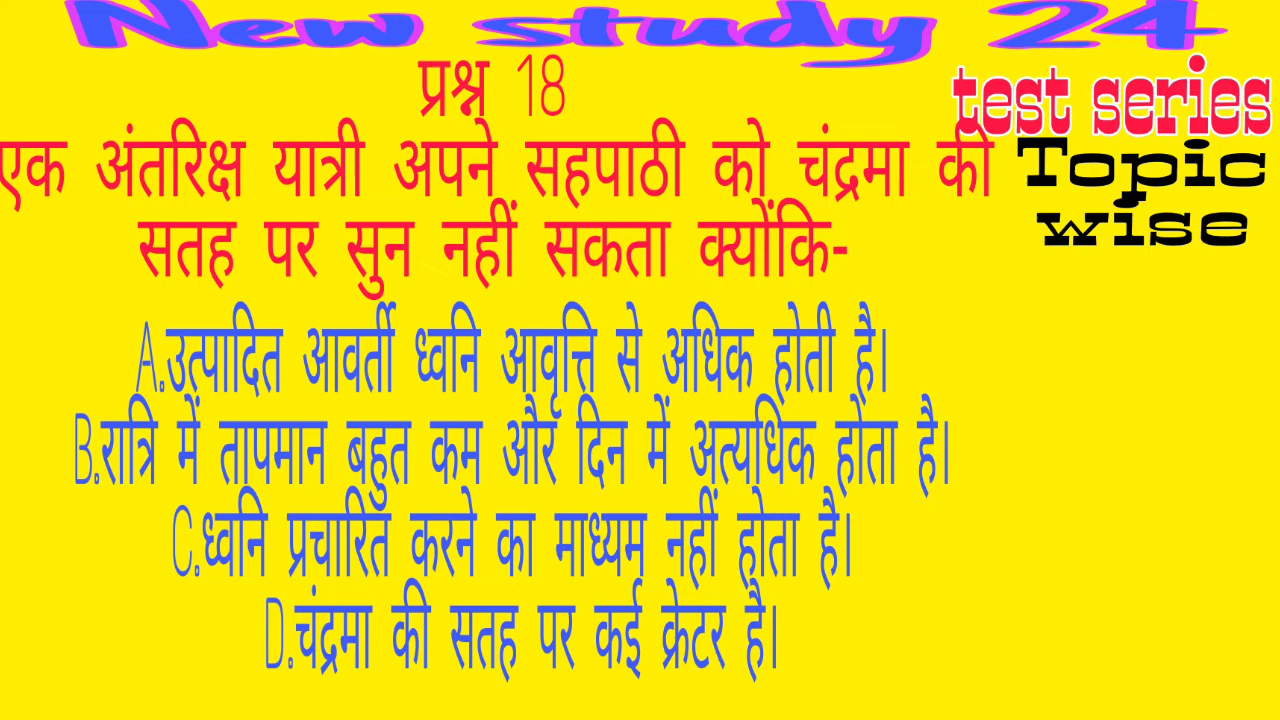 New study 24
प्रश्न 18
test series
एक अंतरिक्ष यात्री अपने सहपाठी को चंद्रमा की
Topic
सतह पर सुन नहीं सकता क्योंकि-
wise
A.उत्पादित आवर्ती ध्वनि आवृत्ति से अधिक होती है।
B.रात्रि में तापमान बहुत कम और दिन में अत्यधिक होता है।
C.ध्वनि प्रचारित करने का माध्यम नहीं होता है।
D.चंद्रमा की सतह पर कई क्रेटर है।